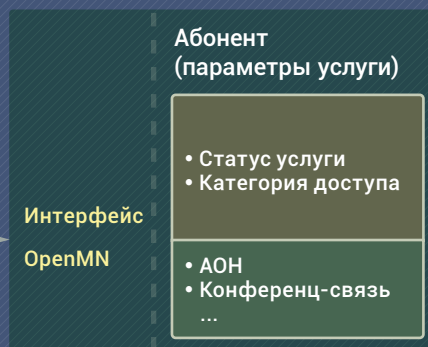 Абонент
(параметры услуги)
• Статус услуги
• Категория доступа
Интерфейс
OpenMN
• АОН
• Конференц-связь
...